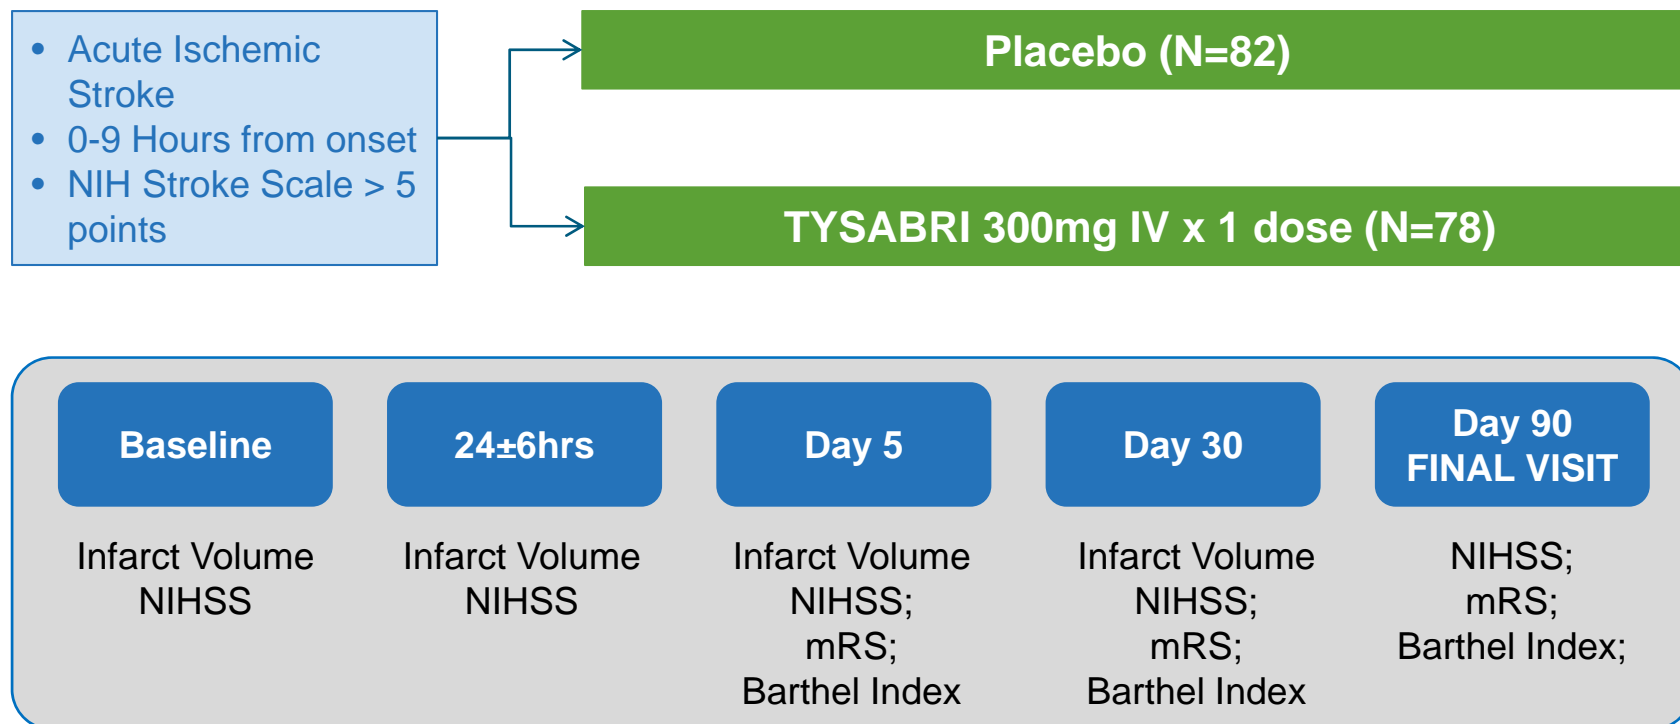 • Acute Ischemic
Stroke
• 0-9 Hours from onset
• NIH Stroke Scale > 5
points
Placebo (N=82)
TYSABRI 300mg IV x 1 dose (N=78)
Baseline
24±6hrs
Day 5
Day 30
Day 90
FINAL VISIT
Infarct Volume
NIHSS
Infarct Volume
NIHSS
Infarct Volume
NIHSS;
mRS;
Barthel Index
Infarct Volume
NIHSS;
mRS;
Barthel Index
NIHSS;
mRS;
Barthel Index;